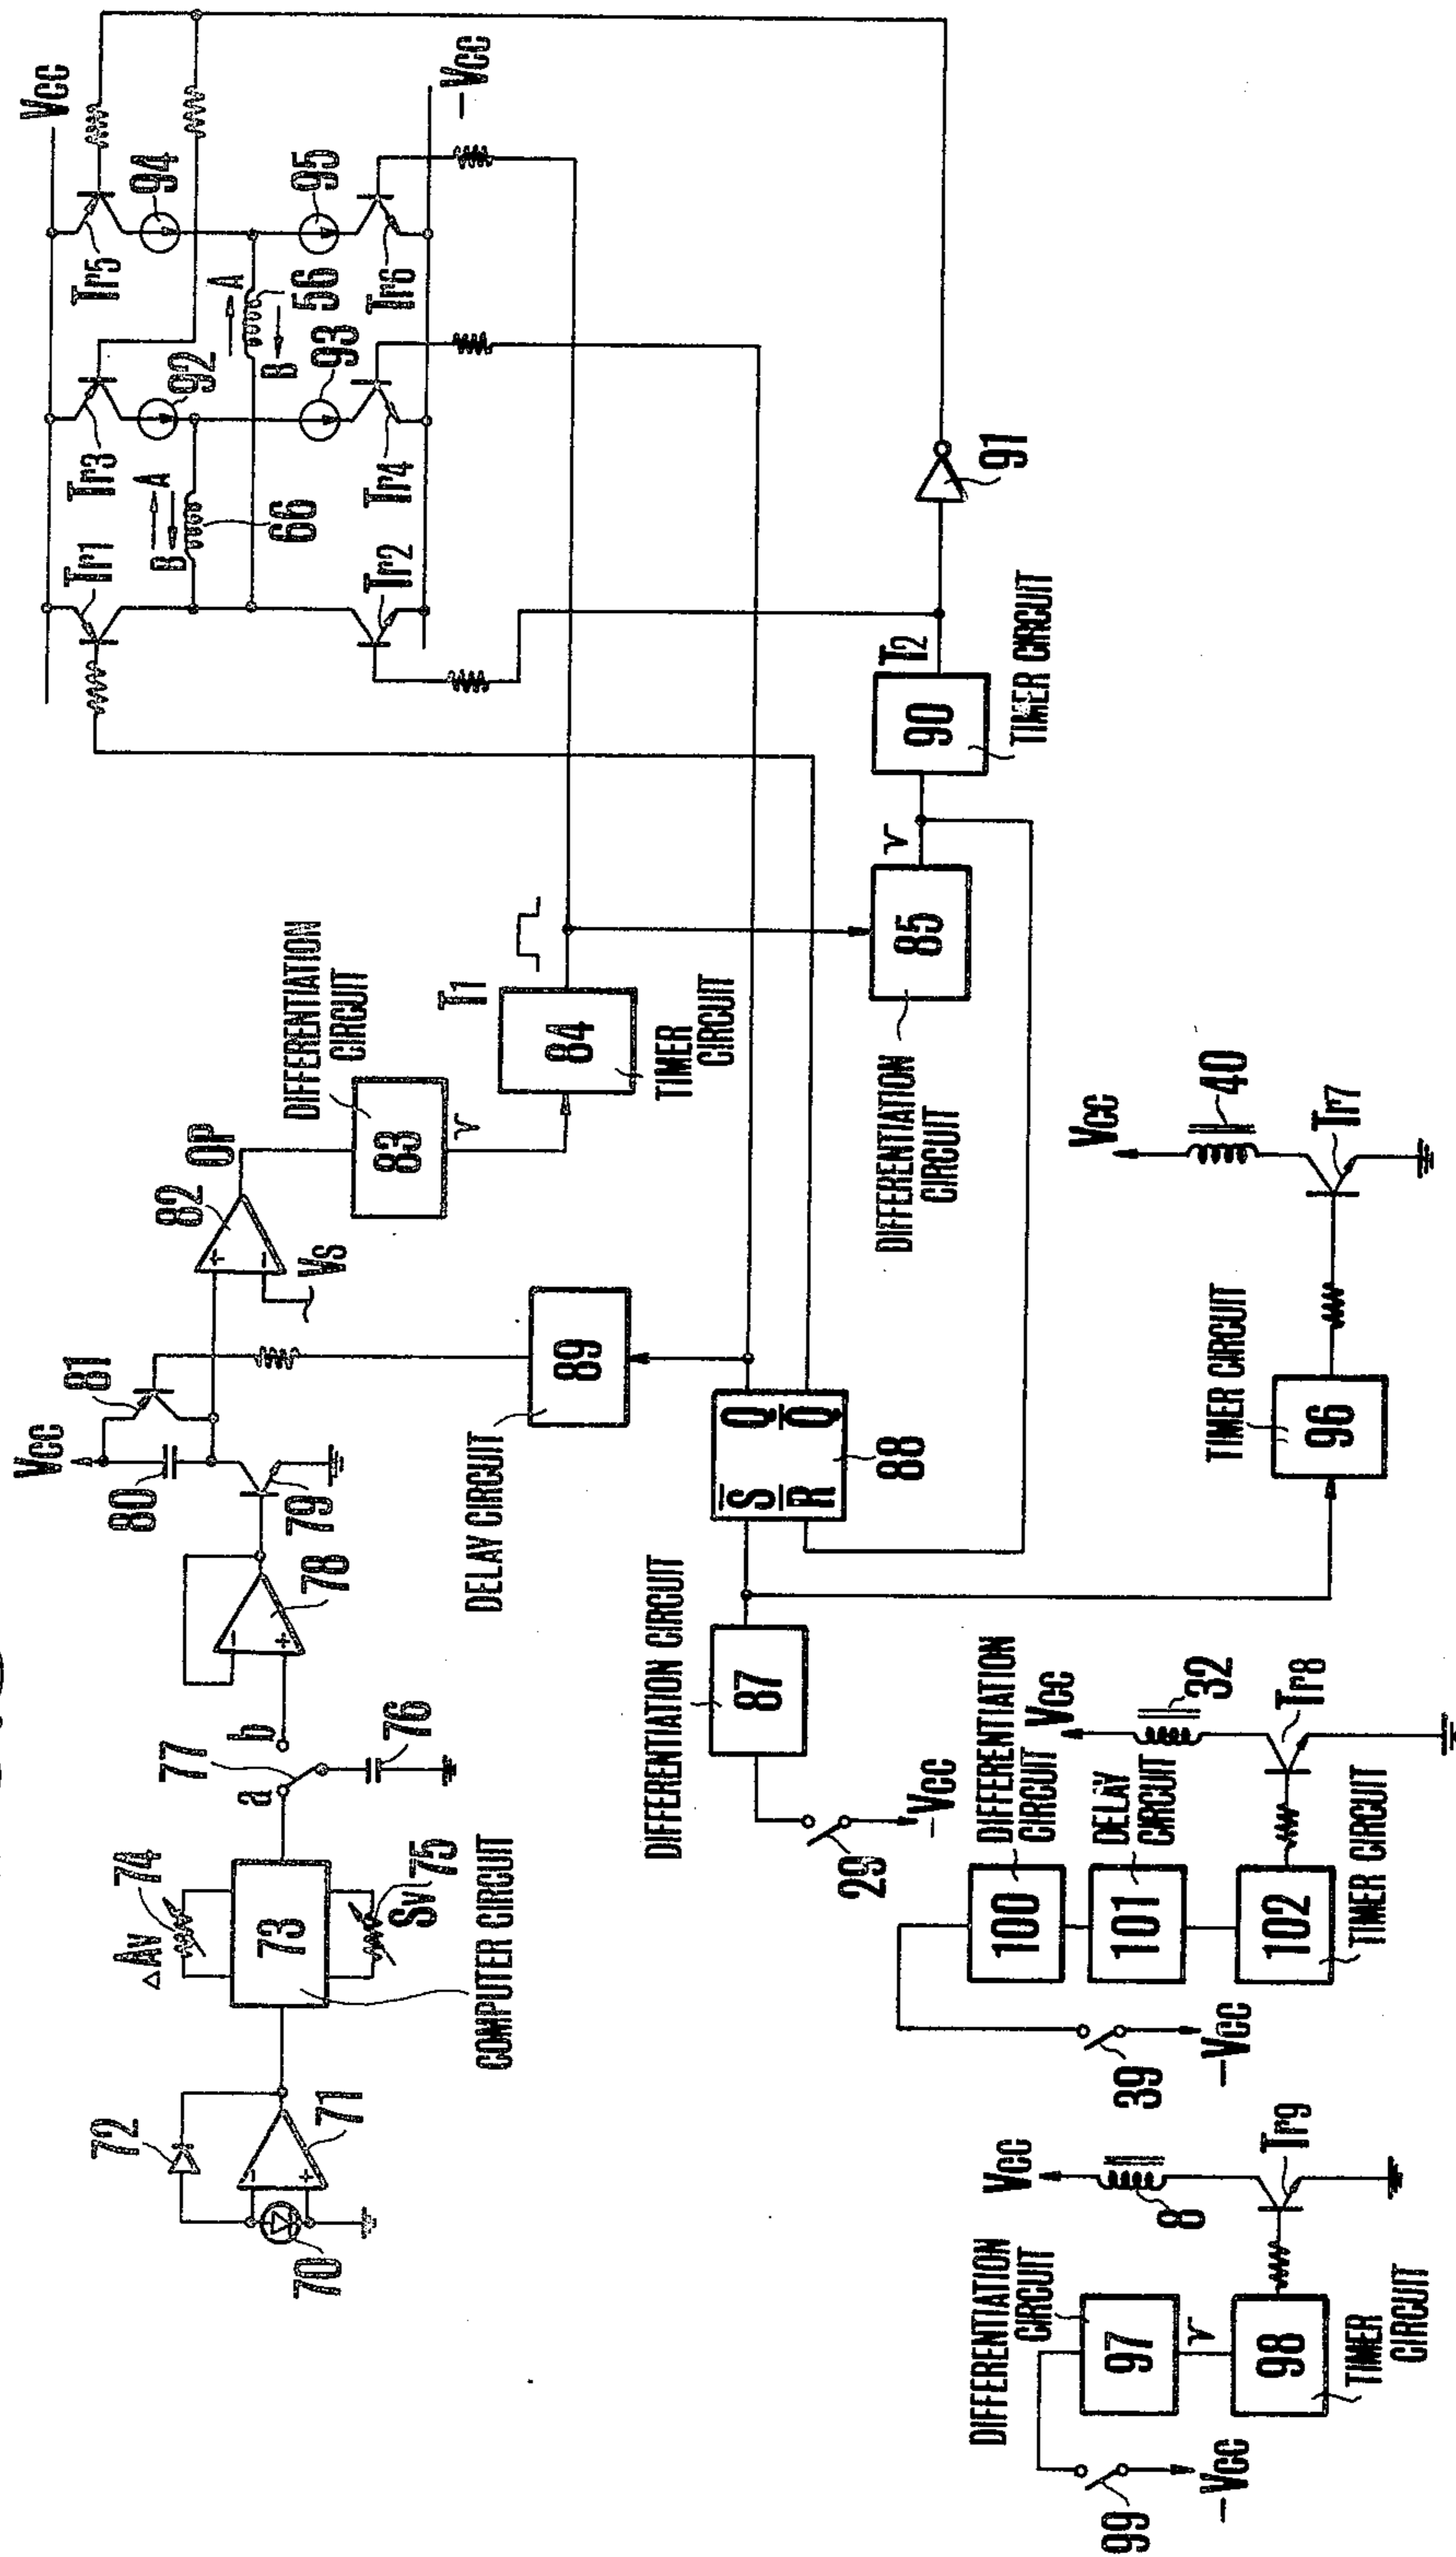 Vcc
Tr5
94
Tr3
92
Tr1
A
B
66
A
B
56
95
93
Tr6
Tr4
Tr2
-Vcc
91
T2
90
TIMER CIRCUIT
85
DIFFERENTIATION
CIRCUIT
T1
84
TIMER
CIRCUIT
DIFFERENTIATION
CIRCUIT
83
OP
82
+
-
Vs
81
Vcc
80
79
78
-
+
89
DELAY CIRCUIT
S Q
R Q
88
87
DIFFERENTIATION CIRCUIT
29
-Vcc
b
77
a
76
△Av
74
73
Sv
75
COMPUTER CIRCUIT
72
71
-
+
70
TIMER CIRCUIT
96
Vcc
40
Tr7
DIFFERENTIATION
CIRCUIT
100
DELAY
CIRCUIT
101
102
TIMER CIRCUIT
39
-Vcc
Vcc
32
Tr8
DIFFERENTIATION
CIRCUIT
97
98
TIMER
CIRCUIT
99
-Vcc
Vcc
8
Tr9